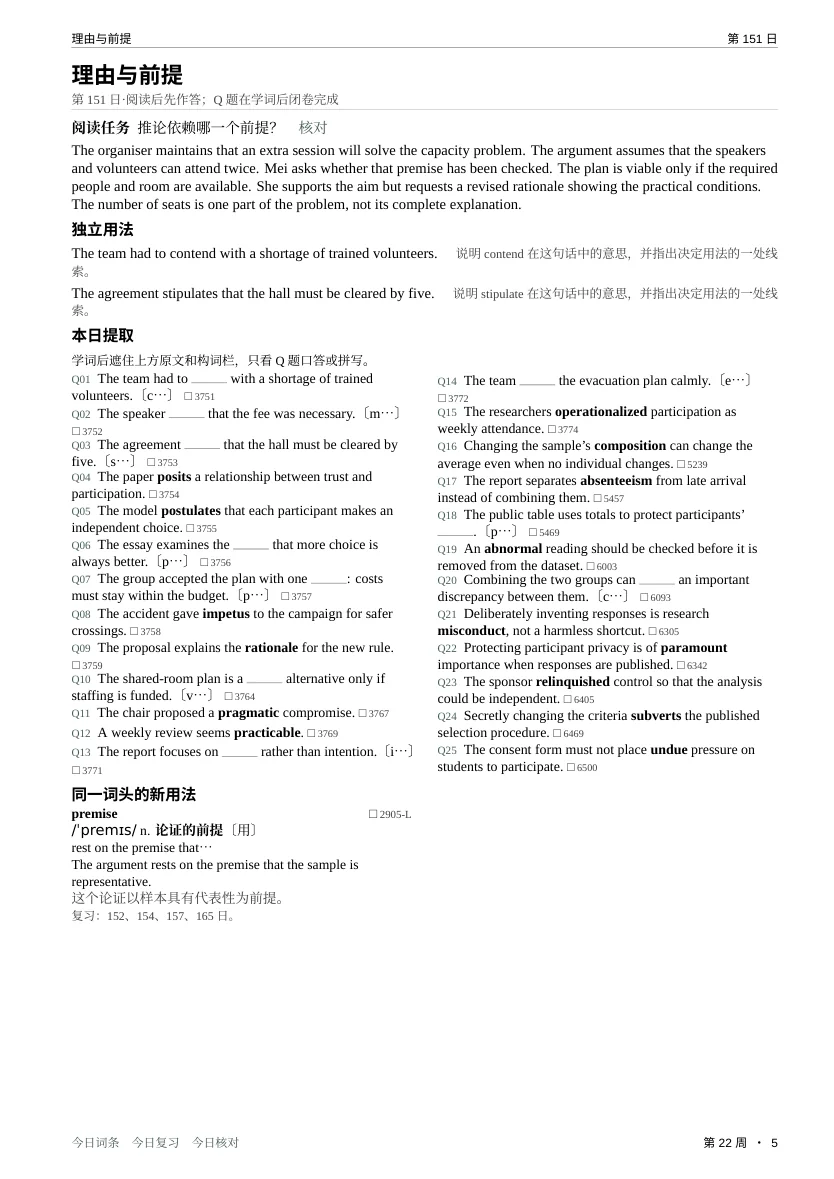 理由与前提 第 151 日
理由与前提
第 151 日·阅读后先作答；Q 题在学词后闭卷完成
阅读任务 推论依赖哪一个前提？ 核对
The organiser maintains that an extra session will solve the capacity problem. The argument assumes that the speakers
and volunteers can attend twice. Mei asks whether that premise has been checked. The plan is viable only if the required
people and room are available. She supports the aim but requests a revised rationale showing the practical conditions.
The number of seats is one part of the problem, not its complete explanation.
独立用法
The team had to contend with a shortage of trained volunteers. 说明 contend 在这句话中的意思，并指出决定用法的一处线
索。
The agreement stipulates that the hall must be cleared by five. 说明 stipulate 在这句话中的意思，并指出决定用法的一处线
索。
本日提取
学词后遮住上方原文和构词栏，只看 Q 题口答或拼写。
Q01 The team had to _____ with a shortage of trained
volunteers.〔c···〕 □ 3751
Q02 The speaker _____ that the fee was necessary.〔m···〕
□ 3752
Q03 The agreement _____ that the hall must be cleared by
five.〔s···〕 □ 3753
Q04 The paper posits a relationship between trust and
participation. □ 3754
Q05 The model postulates that each participant makes an
independent choice. □ 3755
Q06 The essay examines the _____ that more choice is
always better.〔p···〕 □ 3756
Q07 The group accepted the plan with one _____: costs
must stay within the budget.〔p···〕 □ 3757
Q08 The accident gave impetus to the campaign for safer
crossings. □ 3758
Q09 The proposal explains the rationale for the new rule.
□ 3759
Q10 The shared-room plan is a _____ alternative only if
staffing is funded.〔v···〕 □ 3764
Q11 The chair proposed a pragmatic compromise. □ 3767
Q12 A weekly review seems practicable. □ 3769
Q13 The report focuses on _____ rather than intention.〔i···〕
□ 3771
Q14 The team _____ the evacuation plan calmly.〔e···〕
□ 3772
Q15 The researchers operationalized participation as
weekly attendance. □ 3774
Q16 Changing the sample’s composition can change the
average even when no individual changes. □ 5239
Q17 The report separates absenteeism from late arrival
instead of combining them. □ 5457
Q18 The public table uses totals to protect participants’
_____.〔p···〕 □ 5469
Q19 An abnormal reading should be checked before it is
removed from the dataset. □ 6003
Q20 Combining the two groups can _____ an important
discrepancy between them.〔c···〕 □ 6093
Q21 Deliberately inventing responses is research
misconduct, not a harmless shortcut. □ 6305
Q22 Protecting participant privacy is of paramount
importance when responses are published. □ 6342
Q23 The sponsor relinquished control so that the analysis
could be independent. □ 6405
Q24 Secretly changing the criteria subverts the published
selection procedure. □ 6469
Q25 The consent form must not place undue pressure on
students to participate. □ 6500
同一词头的新用法
premise □ 2905-L
/ˈpremɪs/ n. 论证的前提〔用〕
rest on the premise that···
The argument rests on the premise that the sample is
representative.
这个论证以样本具有代表性为前提。
复习：152、154、157、165 日。
今日词条 今日复习 今日核对 第 22 周 · 5